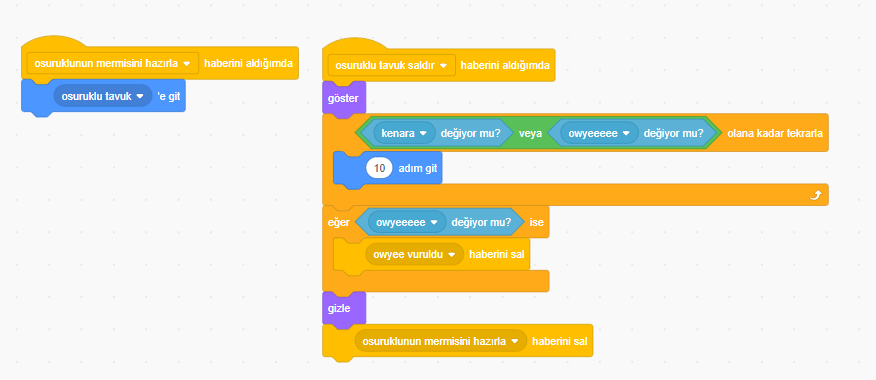 osuruklunun mermisini hazırla haberini aldığımda
osuruklu tavuk 'e git
osuruklu tavuk saldır haberini aldığımda
göster
kenara değiyor mu? veya owyeeeee değiyor mu? olana kadar tekrarla
10 adım git
eğer owyeeeee değiyor mu? ise
owyee vuruldu haberini sal
gizle
osuruklunun mermisini hazırla haberini sal